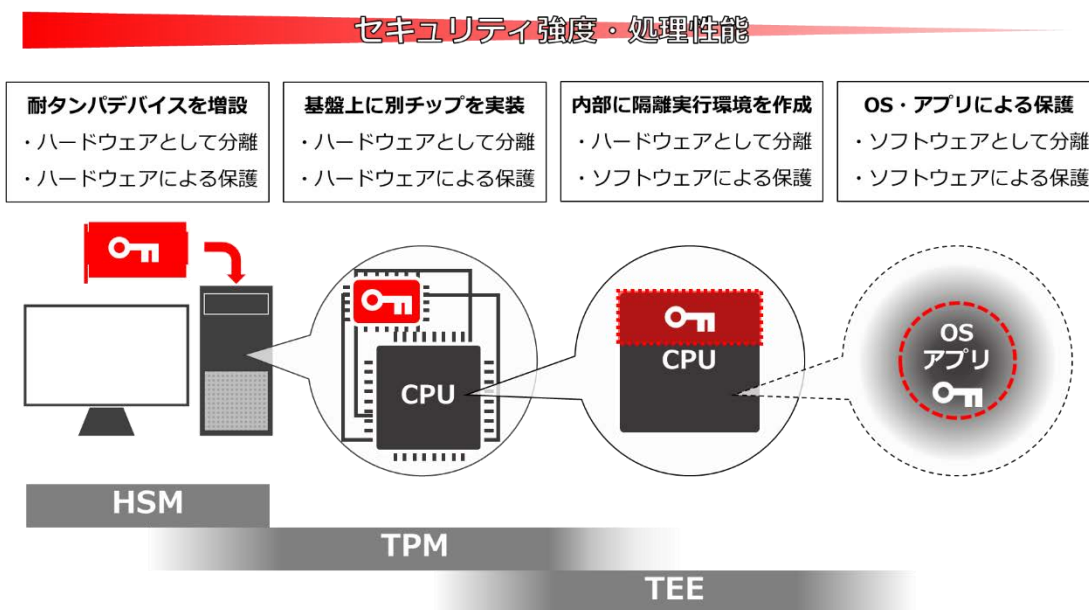 セキュリティ強度・処理性能
耐タンパデバイスを増設
・ハードウェアとして分離
・ハードウェアによる保護
基盤上に別チップを実装
・ハードウェアとして分離
・ハードウェアによる保護
内部に隔離実行環境を作成
・ハードウェアとして分離
・ソフトウェアによる保護
OS・アプリによる保護
・ソフトウェアとして分離
・ソフトウェアによる保護
CPU
CPU
OS
アプリ
HSM
TPM
TEE